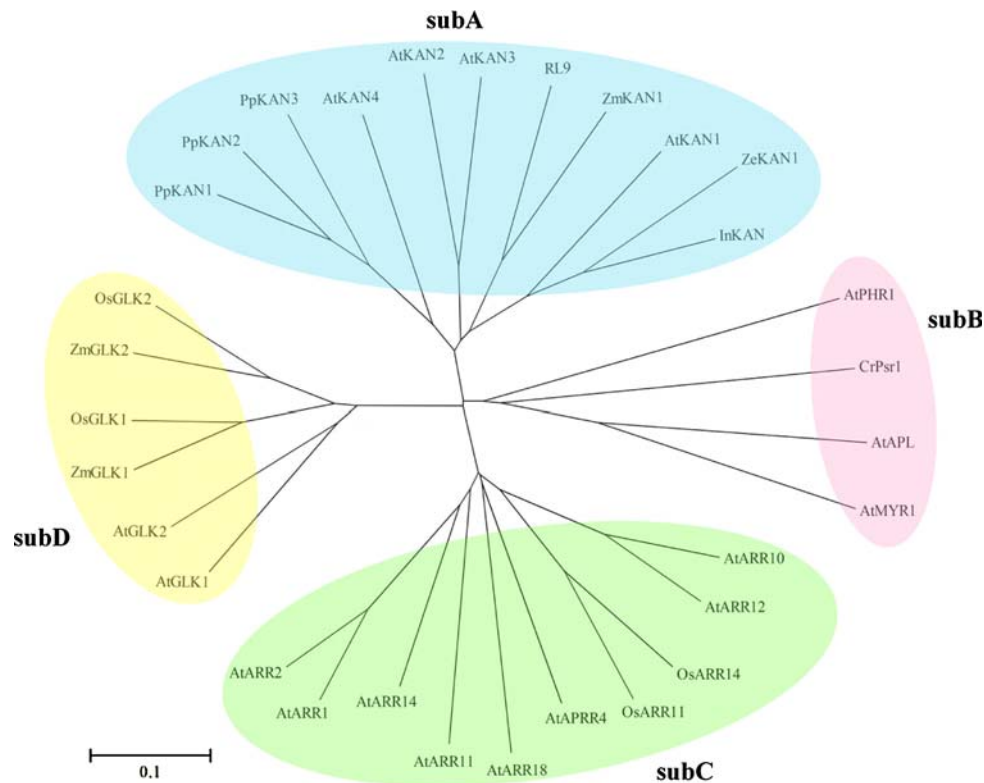 subA
AtKAN2
AtKAN3
RL9
PpKAN3
AtKAN4
ZmKAN1
PpKAN2
AtKAN1
ZeKAN1
PpKAN1
InKAN
OsGLK2
AtPHR1
subB
ZmGLK2
CrPsr1
OsGLK1
AtAPL
ZmGLK1
AtMYR1
AtGLK2
subD
AtGLK1
AtARR10
AtARR12
AtARR2
OsARR14
AtARR14
AtARR1
AtAPRR4
OsARR11
AtARR11
AtARR18
subC
0.1